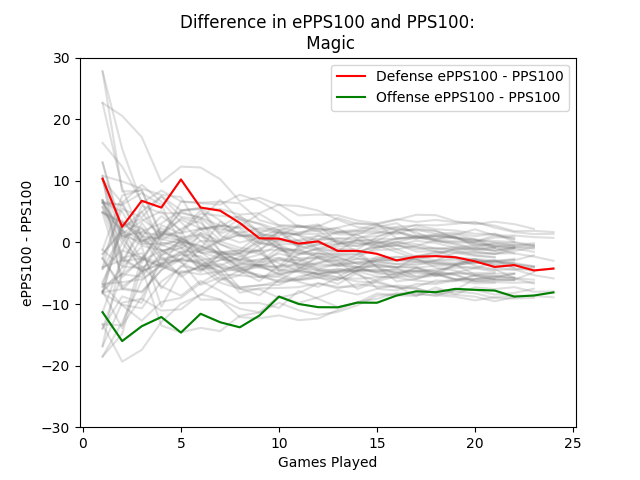 Difference in ePPS100 and PPS100:
Magic
Defense ePPS100 - PPS100
Offense ePPS100 - PPS100
ePPS100 - PPS100
30
20
10
0
−10
−20
−30
0
5
10
15
20
25
Games Played